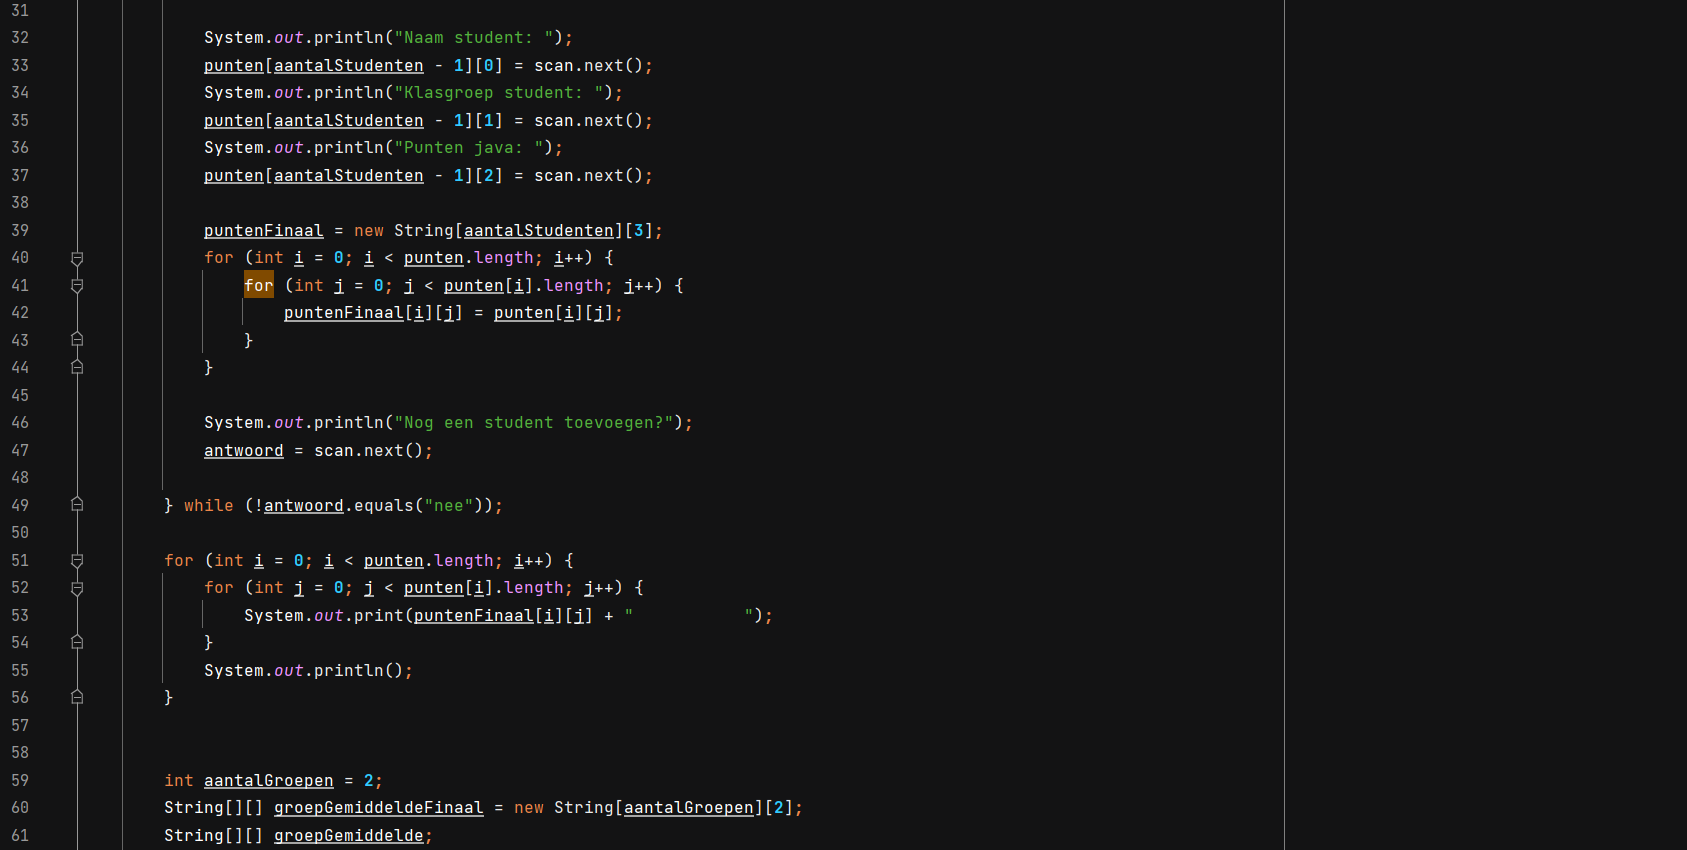 31
32 System.out.println("Naam student: ");
33 punten[aantalStudenten - 1][0] = scan.next();
34 System.out.println("Klasgroep student: ");
35 punten[aantalStudenten - 1][1] = scan.next();
36 System.out.println("Punten java: ");
37 punten[aantalStudenten - 1][2] = scan.next();
38
39 puntenFinaal = new String[aantalStudenten][3];
40 for (int i = 0; i < punten.length; i++) {
41 for (int j = 0; j < punten[i].length; j++) {
42 puntenFinaal[i][j] = punten[i][j];
43 }
44 }
45
46 System.out.println("Nog een student toevoegen?");
47 antwoord = scan.next();
48
49 } while (!antwoord.equals("nee"));
50
51 for (int i = 0; i < punten.length; i++) {
52 for (int j = 0; j < punten[i].length; j++) {
53 System.out.print(puntenFinaal[i][j] + "           ");
54 }
55 System.out.println();
56 }
57
58
59 int aantalGroepen = 2;
60 String[][] groepGemiddeldeFinaal = new String[aantalGroepen][2];
61 String[][] groepGemiddelde;